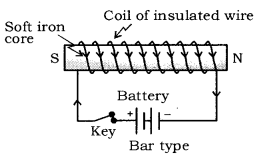 Coil of insulated wire
Soft iron
core
S
N
Battery
+
−
Key
Bar type